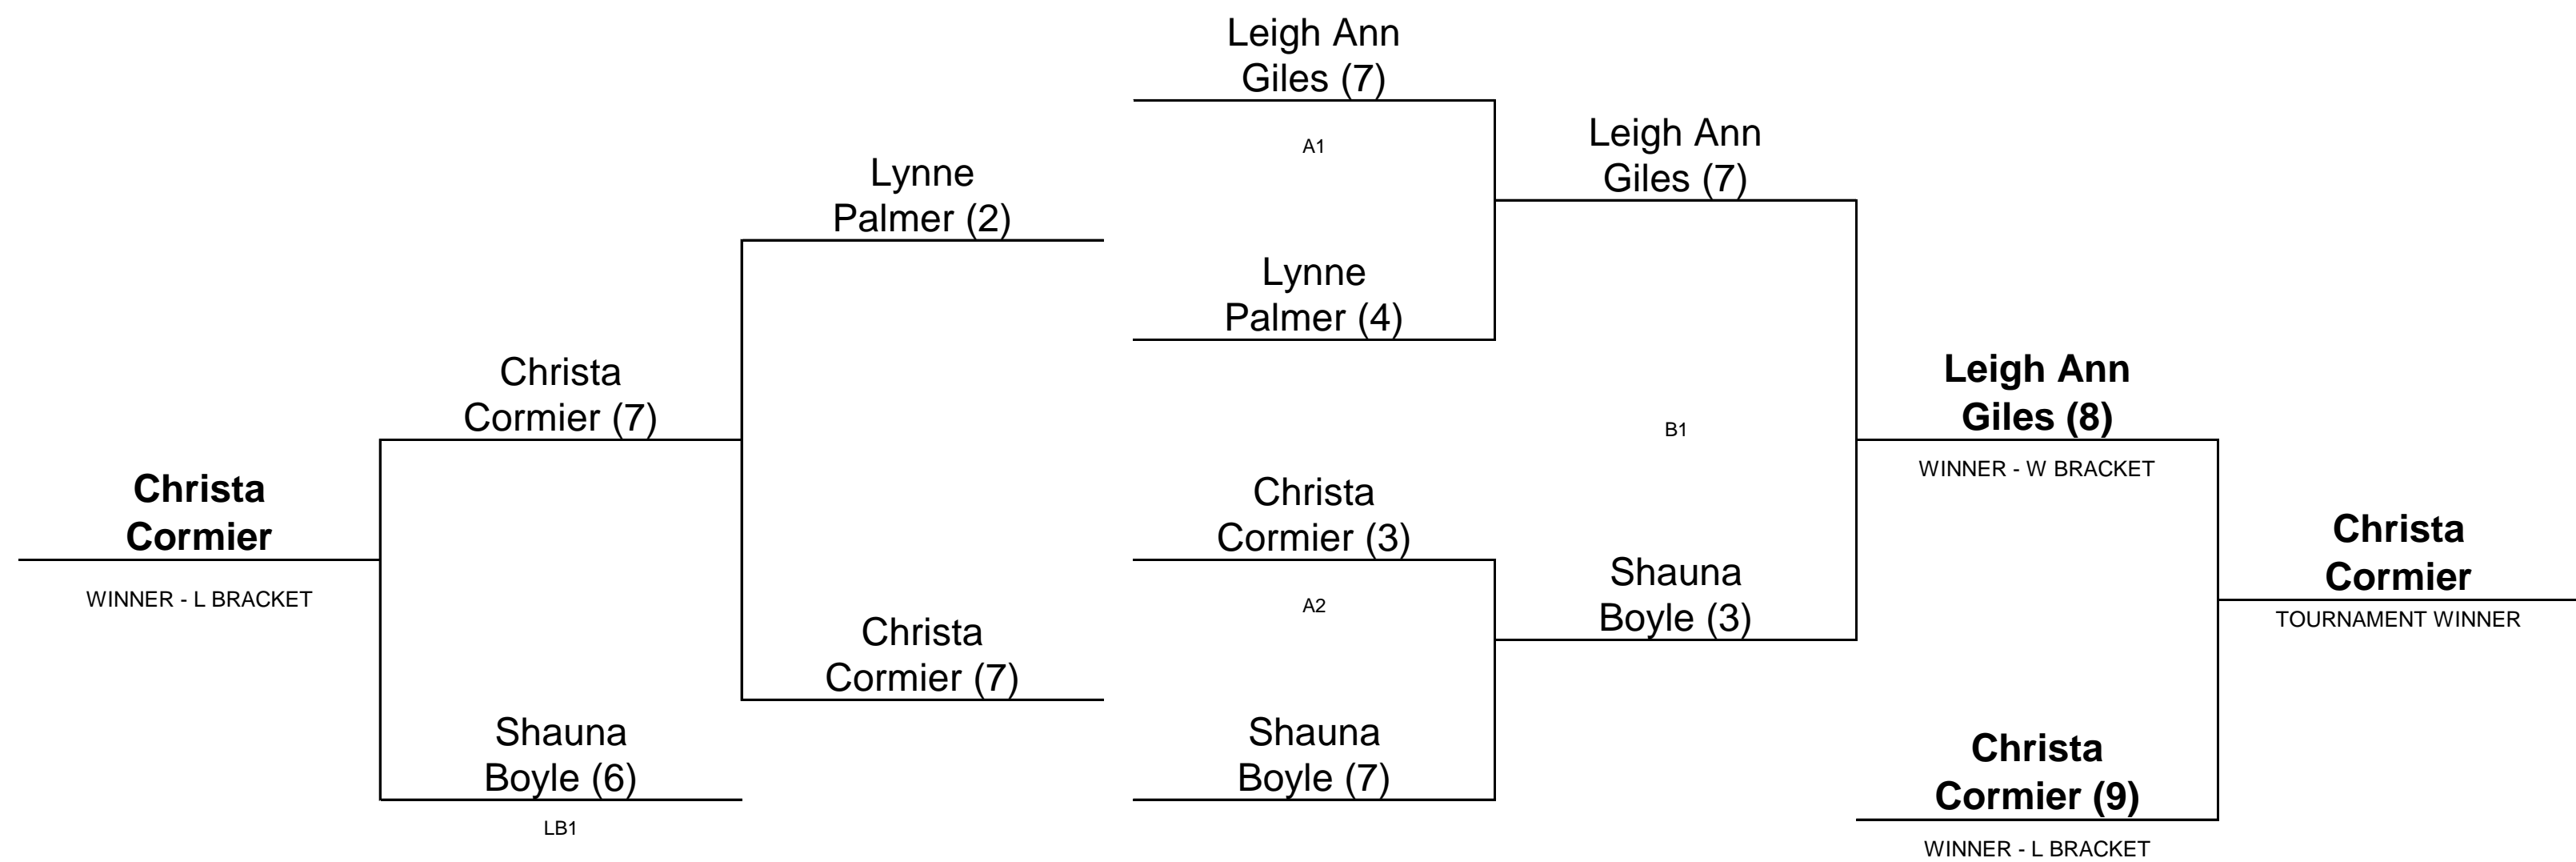 Leigh Ann
Giles (7)
A1
Lynne
Palmer (4)
Christa
Cormier (3)
A2
Shauna
Boyle (7)
Leigh Ann
Giles (7)
B1
Shauna
Boyle (3)
Leigh Ann
Giles (8)
WINNER - W BRACKET
Christa
Cormier (9)
WINNER - L BRACKET
Christa
Cormier
TOURNAMENT WINNER
Lynne
Palmer (2)
Christa
Cormier (7)
Christa
Cormier (7)
Shauna
Boyle (6)
LB1
Christa
Cormier
WINNER - L BRACKET